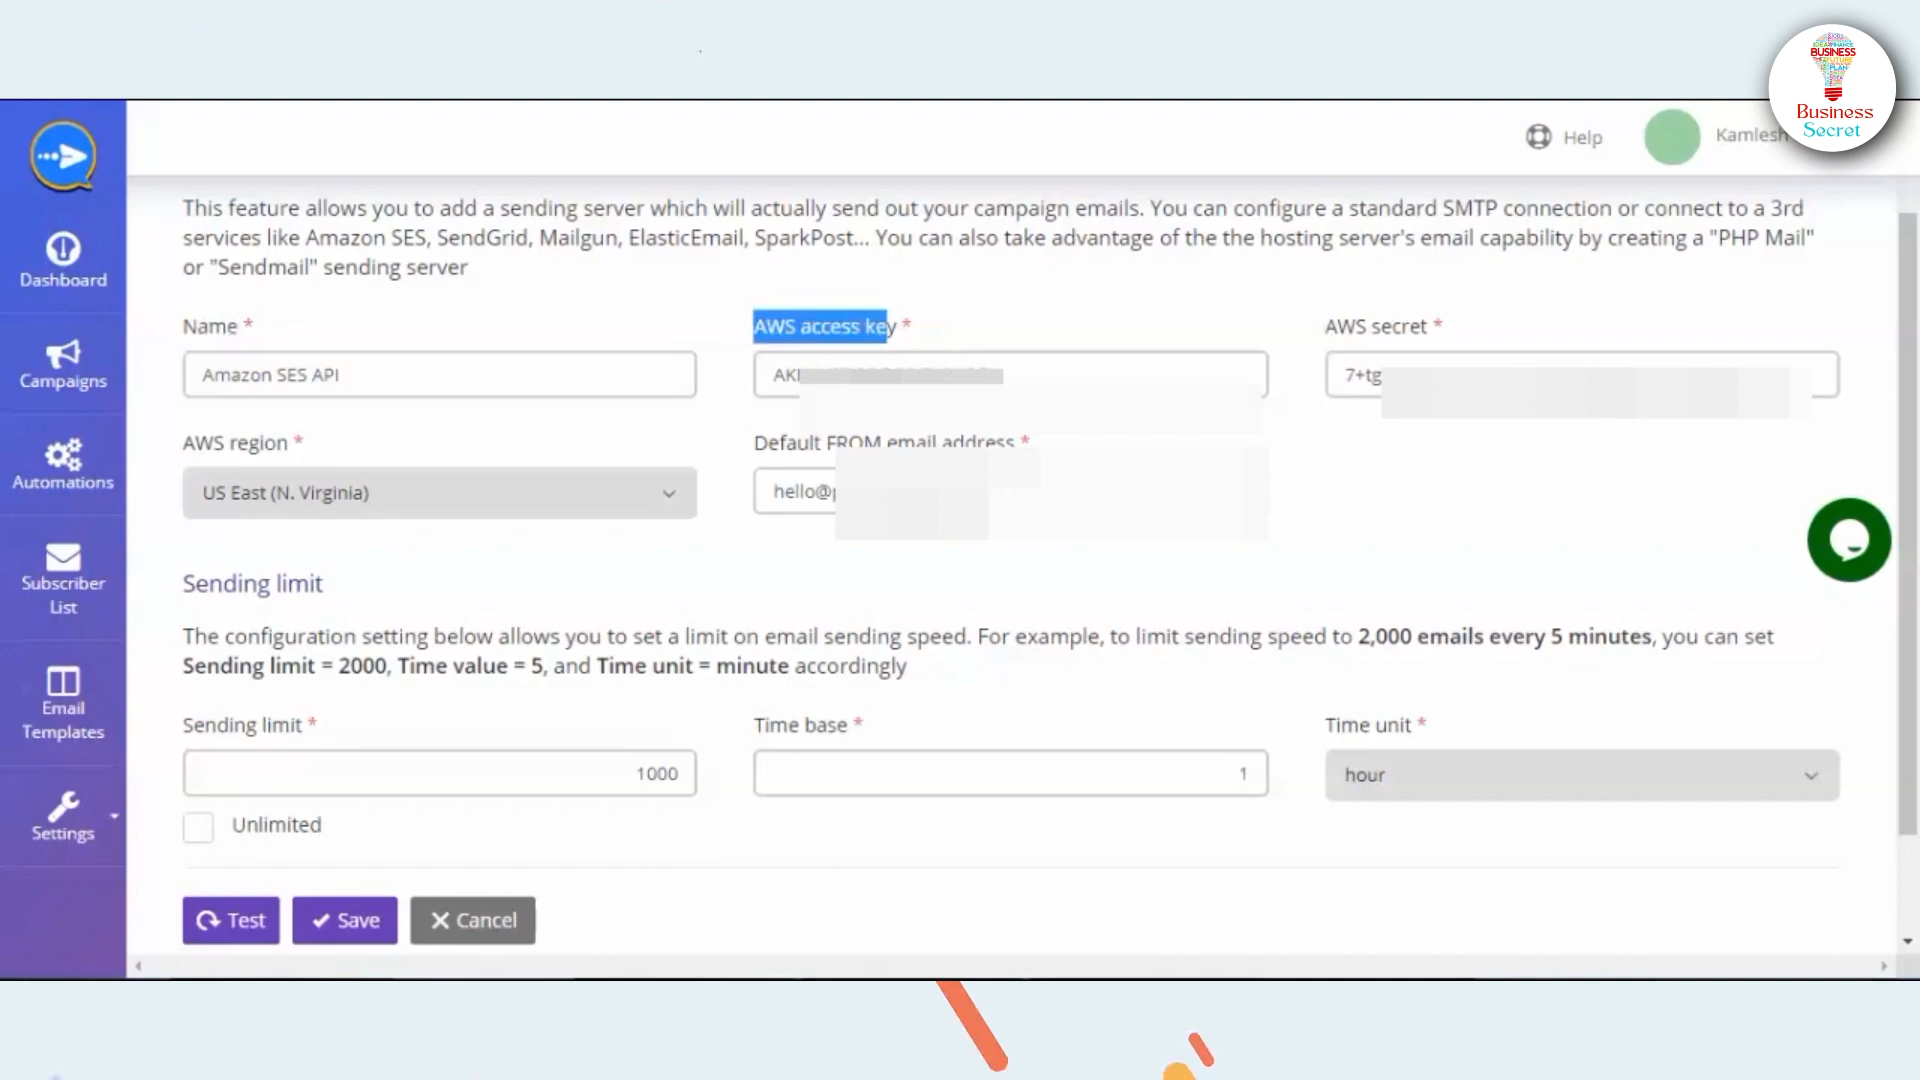 BUSINESS
Business
Secret
Help
Kamlesh
Dashboard
Campaigns
Automations
Subscriber
List
Email
Templates
Settings
This feature allows you to add a sending server which will actually send out your campaign emails. You can configure a standard SMTP connection or connect to a 3rd
services like Amazon SES, SendGrid, Mailgun, ElasticEmail, SparkPost... You can also take advantage of the the hosting server's email capability by creating a "PHP Mail"
or "Sendmail" sending server
Name *
AWS access key *
AWS secret *
Amazon SES API
AKI
7+tg
AWS region *
Default FROM email address *
US East (N. Virginia)
hello@p
Sending limit
The configuration setting below allows you to set a limit on email sending speed. For example, to limit sending speed to 2,000 emails every 5 minutes, you can set
Sending limit = 2000, Time value = 5, and Time unit = minute accordingly
Sending limit *
Time base *
Time unit *
1000
1
hour
Unlimited
Test
Save
Cancel